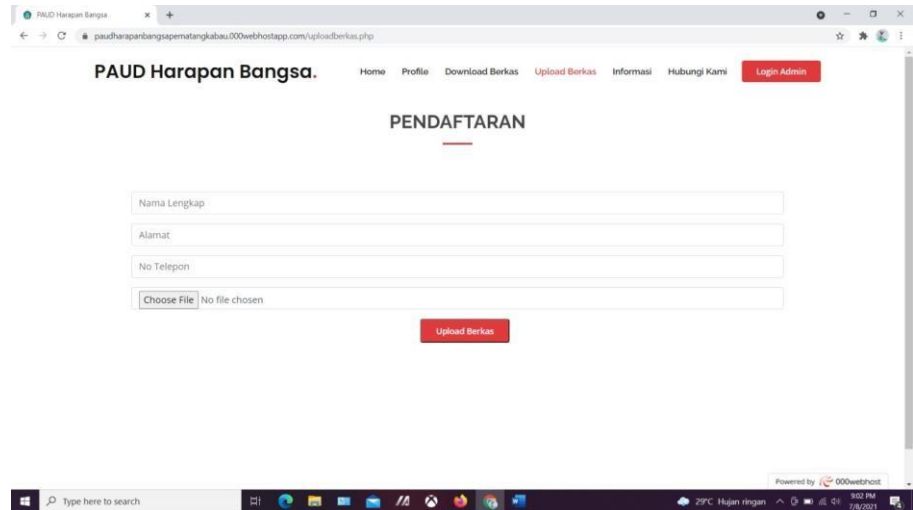 PAUD Harapan Bangsa
paudharapanbangsapematangkabau.000webhostapp.com/uploadberkas.php
PAUD Harapan Bangsa. Home Profile Download Berkas Upload Berkas Informasi Hubungi Kami Login Admin
PENDAFTARAN
Nama Lengkap
Alamat
No Telepon
Choose File No file chosen
Upload Berkas
Powered by 000webhost
Type here to search 29°C Hujan ringan 9:02 PM
7/8/2021